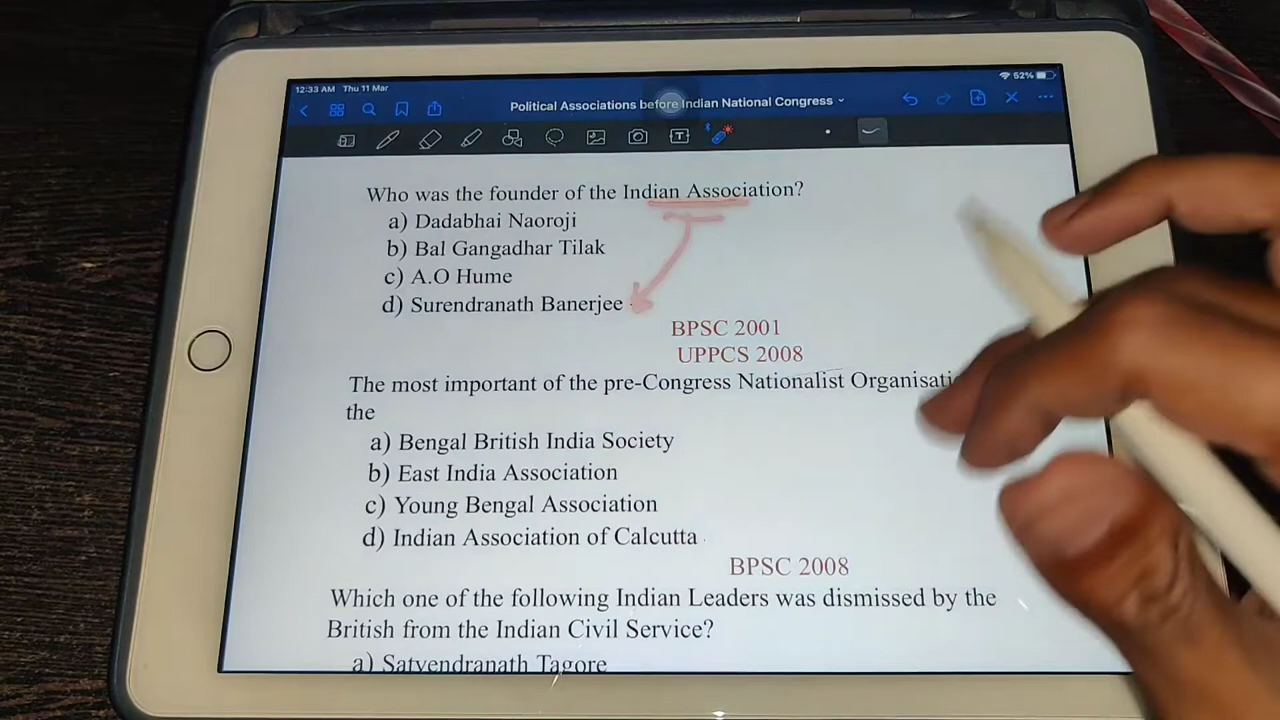 12:33 AM Thu 11 Mar
52%
Political Associations before Indian National Congress
T
Who was the founder of the Indian Association?
a) Dadabhai Naoroji
b) Bal Gangadhar Tilak
c) A.O Hume
d) Surendranath Banerjee
BPSC 2001
UPPCS 2008
The most important of the pre-Congress Nationalist
the
a) Bengal British India Society
b) East India Association
c) Young Bengal Association
d) Indian Association of Calcutta
BPSC 2008
Which one of the following Indian Leaders was dismissed by the
British from the Indian Civil Service?
a) Satyendranath Tagore